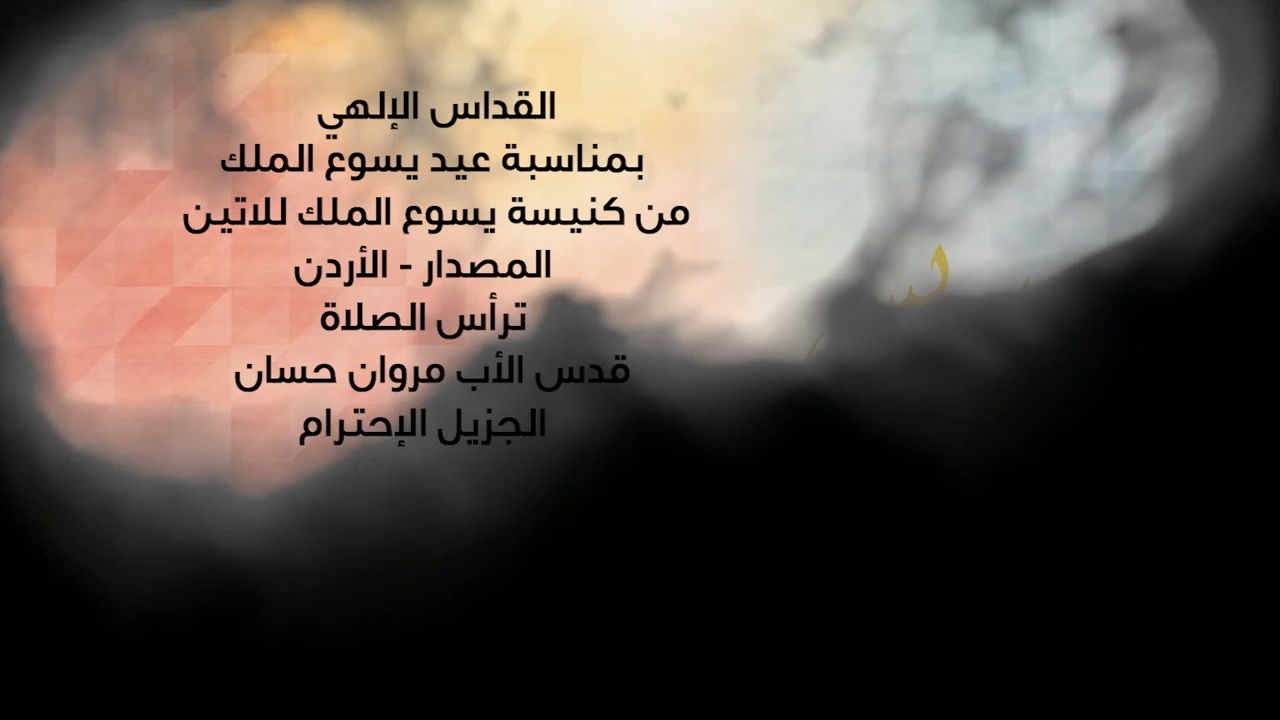 القداس الإلهي
بمناسبة عيد يسوع الملك
من كنيسة يسوع الملك للاتين
المصدار - الأردن
ترأس الصلاة
قدس الأب مروان حسان
الجزيل الإحترام